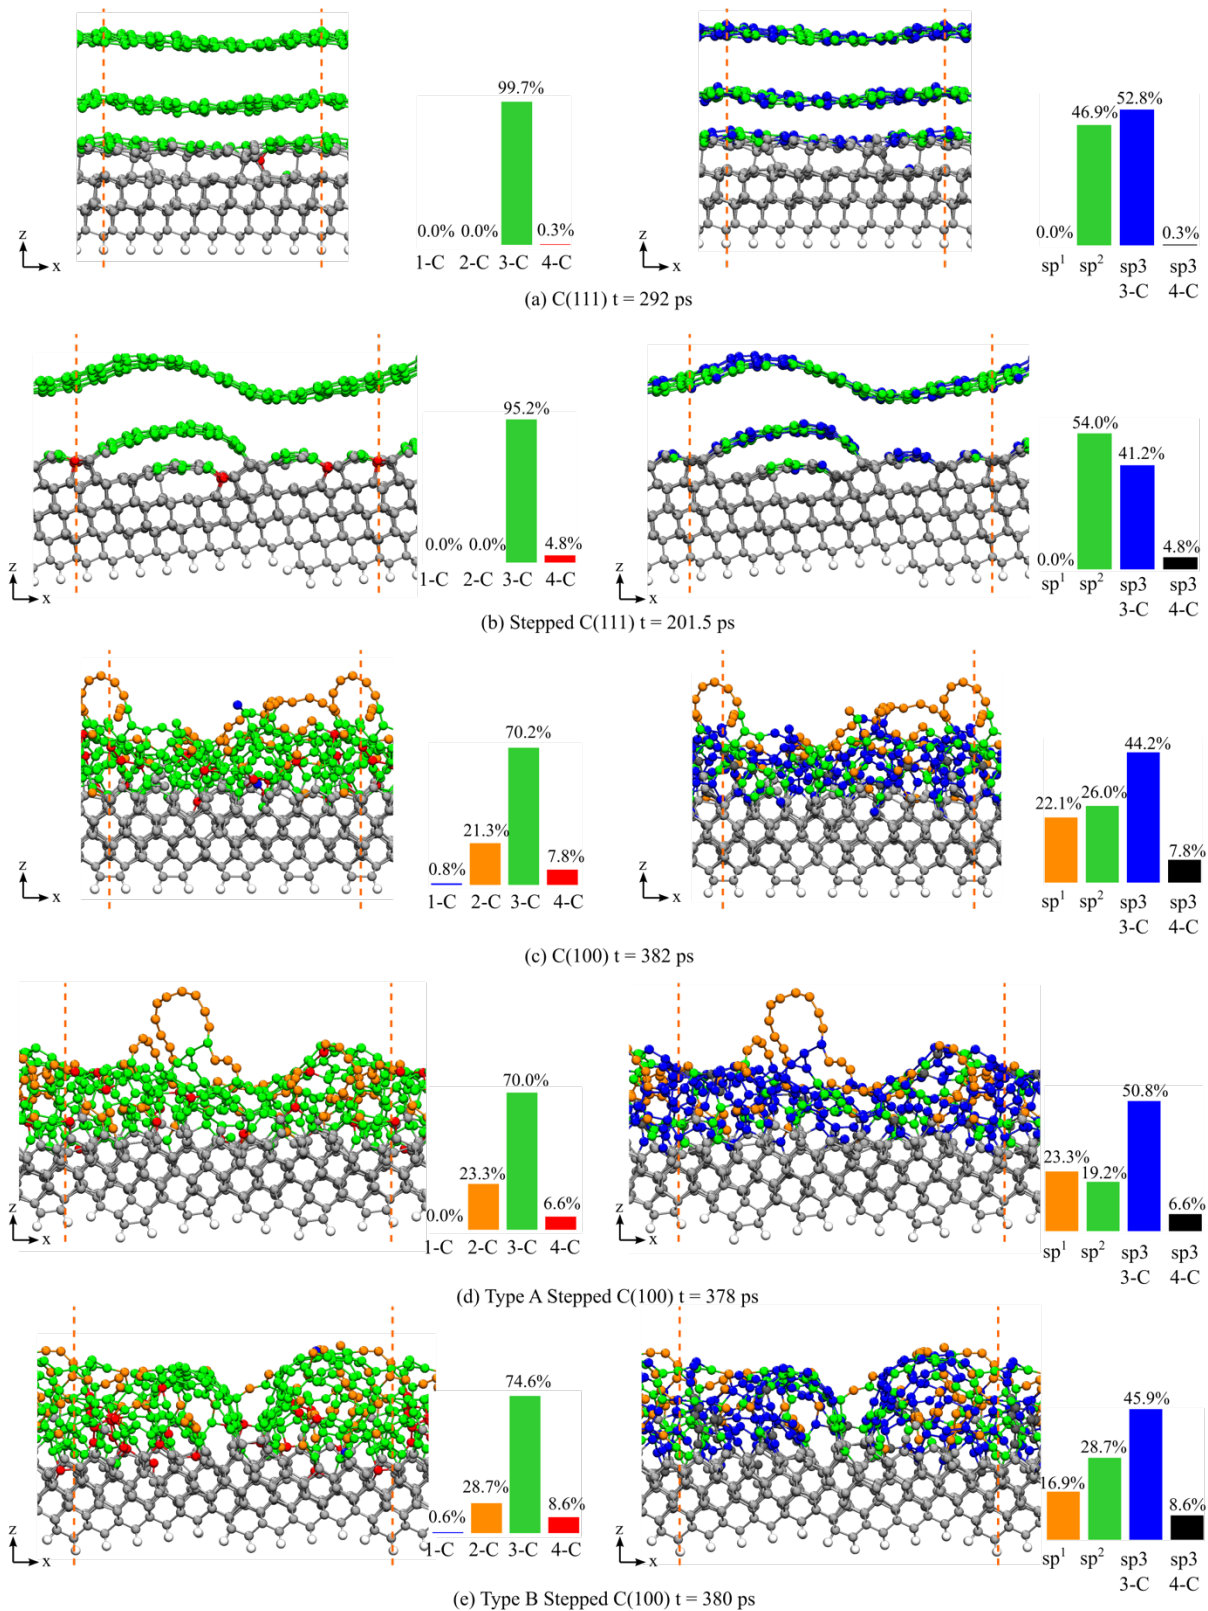 99.7%
0.0% 0.0% 0.3%
1-C 2-C 3-C 4-C
z
x
52.8%
46.9%
0.0% 0.3%
sp¹ sp² sp3 sp3
3-C 4-C
z
x
(a) C(111) t = 292 ps
95.2%
0.0% 0.0% 4.8%
1-C 2-C 3-C 4-C
z
x
54.0%
41.2%
4.8%
0.0%
sp¹ sp² sp3 sp3
3-C 4-C
z
x
(b) Stepped C(111) t = 201.5 ps
70.2%
21.3%
0.8% 7.8%
1-C 2-C 3-C 4-C
z
x
44.2%
22.1% 26.0%
7.8%
sp¹ sp² sp3 sp3
3-C 4-C
z
x
(c) C(100) t = 382 ps
70.0%
23.3%
0.0% 6.6%
1-C 2-C 3-C 4-C
z
x
50.8%
23.3% 19.2%
6.6%
sp¹ sp² sp3 sp3
3-C 4-C
z
x
(d) Type A Stepped C(100) t = 378 ps
74.6%
28.7%
0.6% 8.6%
1-C 2-C 3-C 4-C
z
x
45.9%
28.7%
16.9%
8.6%
sp¹ sp² sp3 sp3
3-C 4-C
z
x
(e) Type B Stepped C(100) t = 380 ps